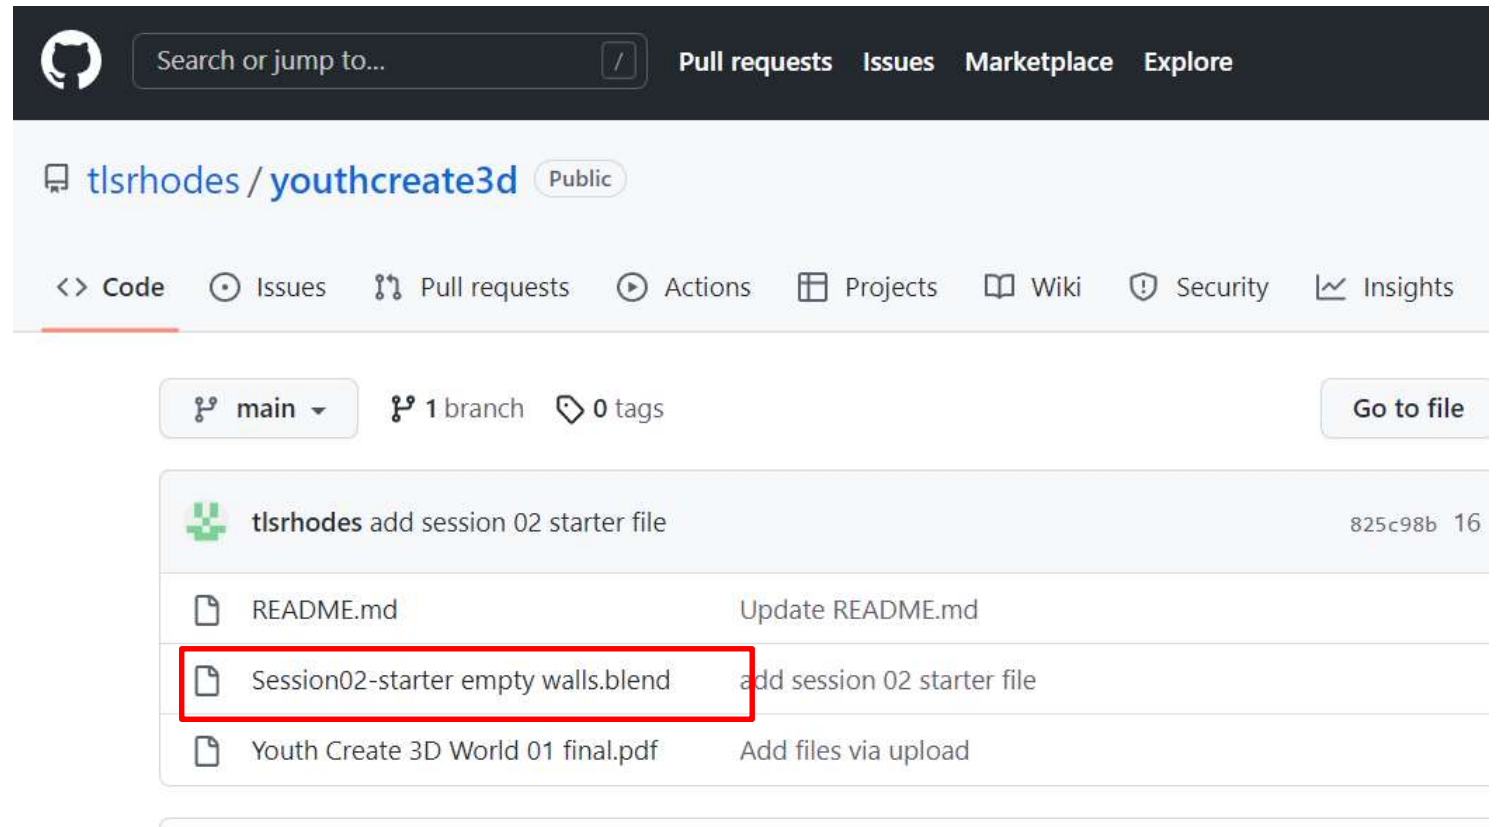 Search or jump to... / Pull requests Issues Marketplace Explore
tlsrhodes / youthcreate3d Public
<> Code Issues Pull requests Actions Projects Wiki Security Insights
main 1 branch 0 tags Go to file
tlsrhodes add session 02 starter file 825c98b 16
README.md Update README.md
Session02-starter empty walls.blend add session 02 starter file
Youth Create 3D World 01 final.pdf Add files via upload